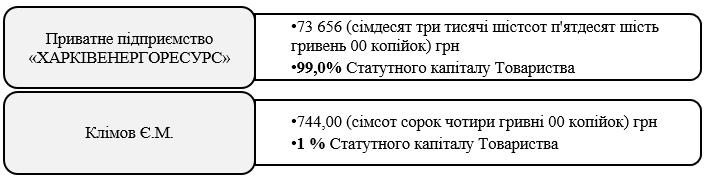 Приватне підприємство
«ХАРКІВЕНЕРГОРЕСУРС»
•73 656 (сімдесят три тисячі шістсот п'ятдесят шість
гривень 00 копійок) грн
•99,0% Статутного капіталу Товариства
Клімов Є.М.
•744,00 (сімсот сорок чотири гривні 00 копійок) грн
•1 % Статутного капіталу Товариства